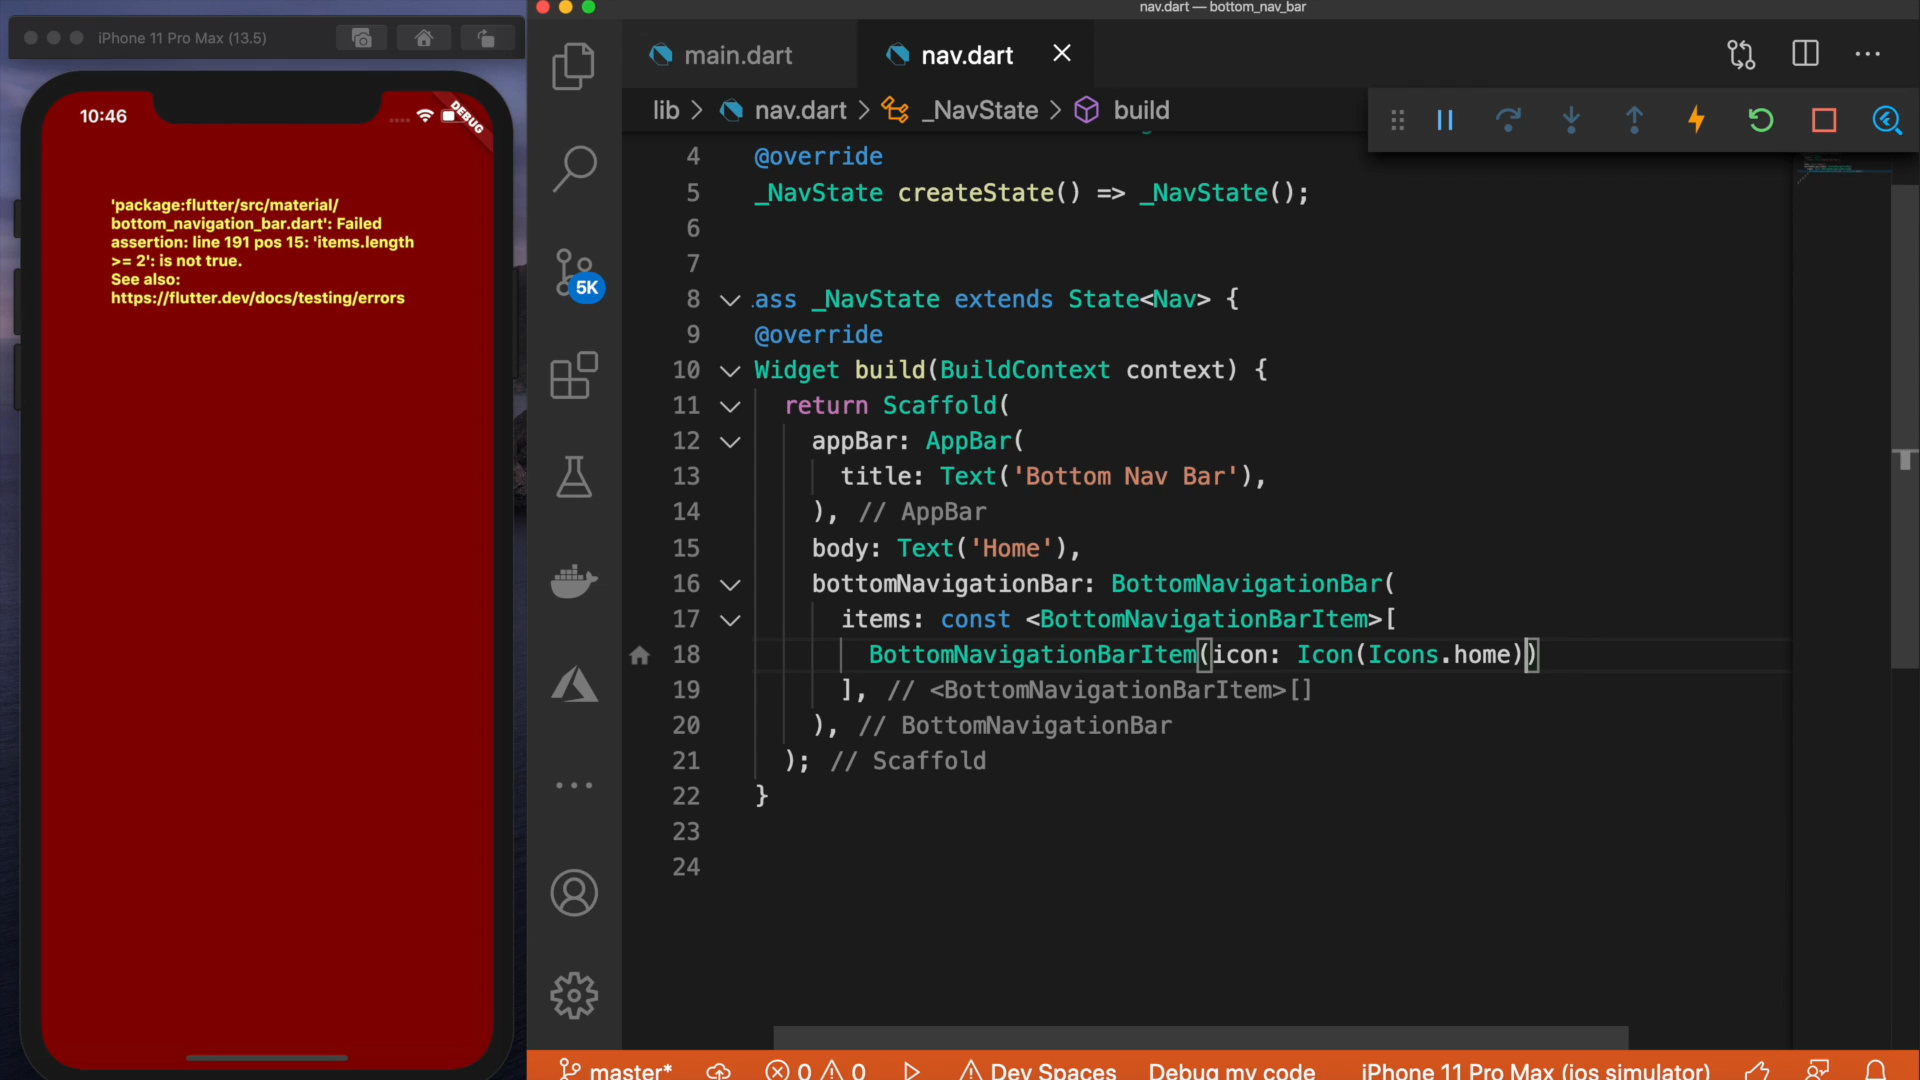 iPhone 11 Pro Max (13.5)
10:46
DEBUG
'package:flutter/src/material/
bottom_navigation_bar.dart': Failed
assertion: line 191 pos 15: 'items.length
>= 2': is not true.
See also:
https://flutter.dev/docs/testing/errors
nav.dart — bottom_nav_bar
main.dart
nav.dart
lib > nav.dart > _NavState > build
5K
4 @override
5 _NavState createState() => _NavState();
6
7
8 ass _NavState extends State<Nav> {
9 @override
10 Widget build(BuildContext context) {
11 return Scaffold(
12 appBar: AppBar(
13 title: Text('Bottom Nav Bar'),
14 ), // AppBar
15 body: Text('Home'),
16 bottomNavigationBar: BottomNavigationBar(
17 items: const <BottomNavigationBarItem>[
18 BottomNavigationBarItem(icon: Icon(Icons.home))
19 ], // <BottomNavigationBarItem>[]
20 ), // BottomNavigationBar
21 ); // Scaffold
22 }
23
24
master* 0 0 Dev Spaces Debug my code iPhone 11 Pro Max (ios simulator)